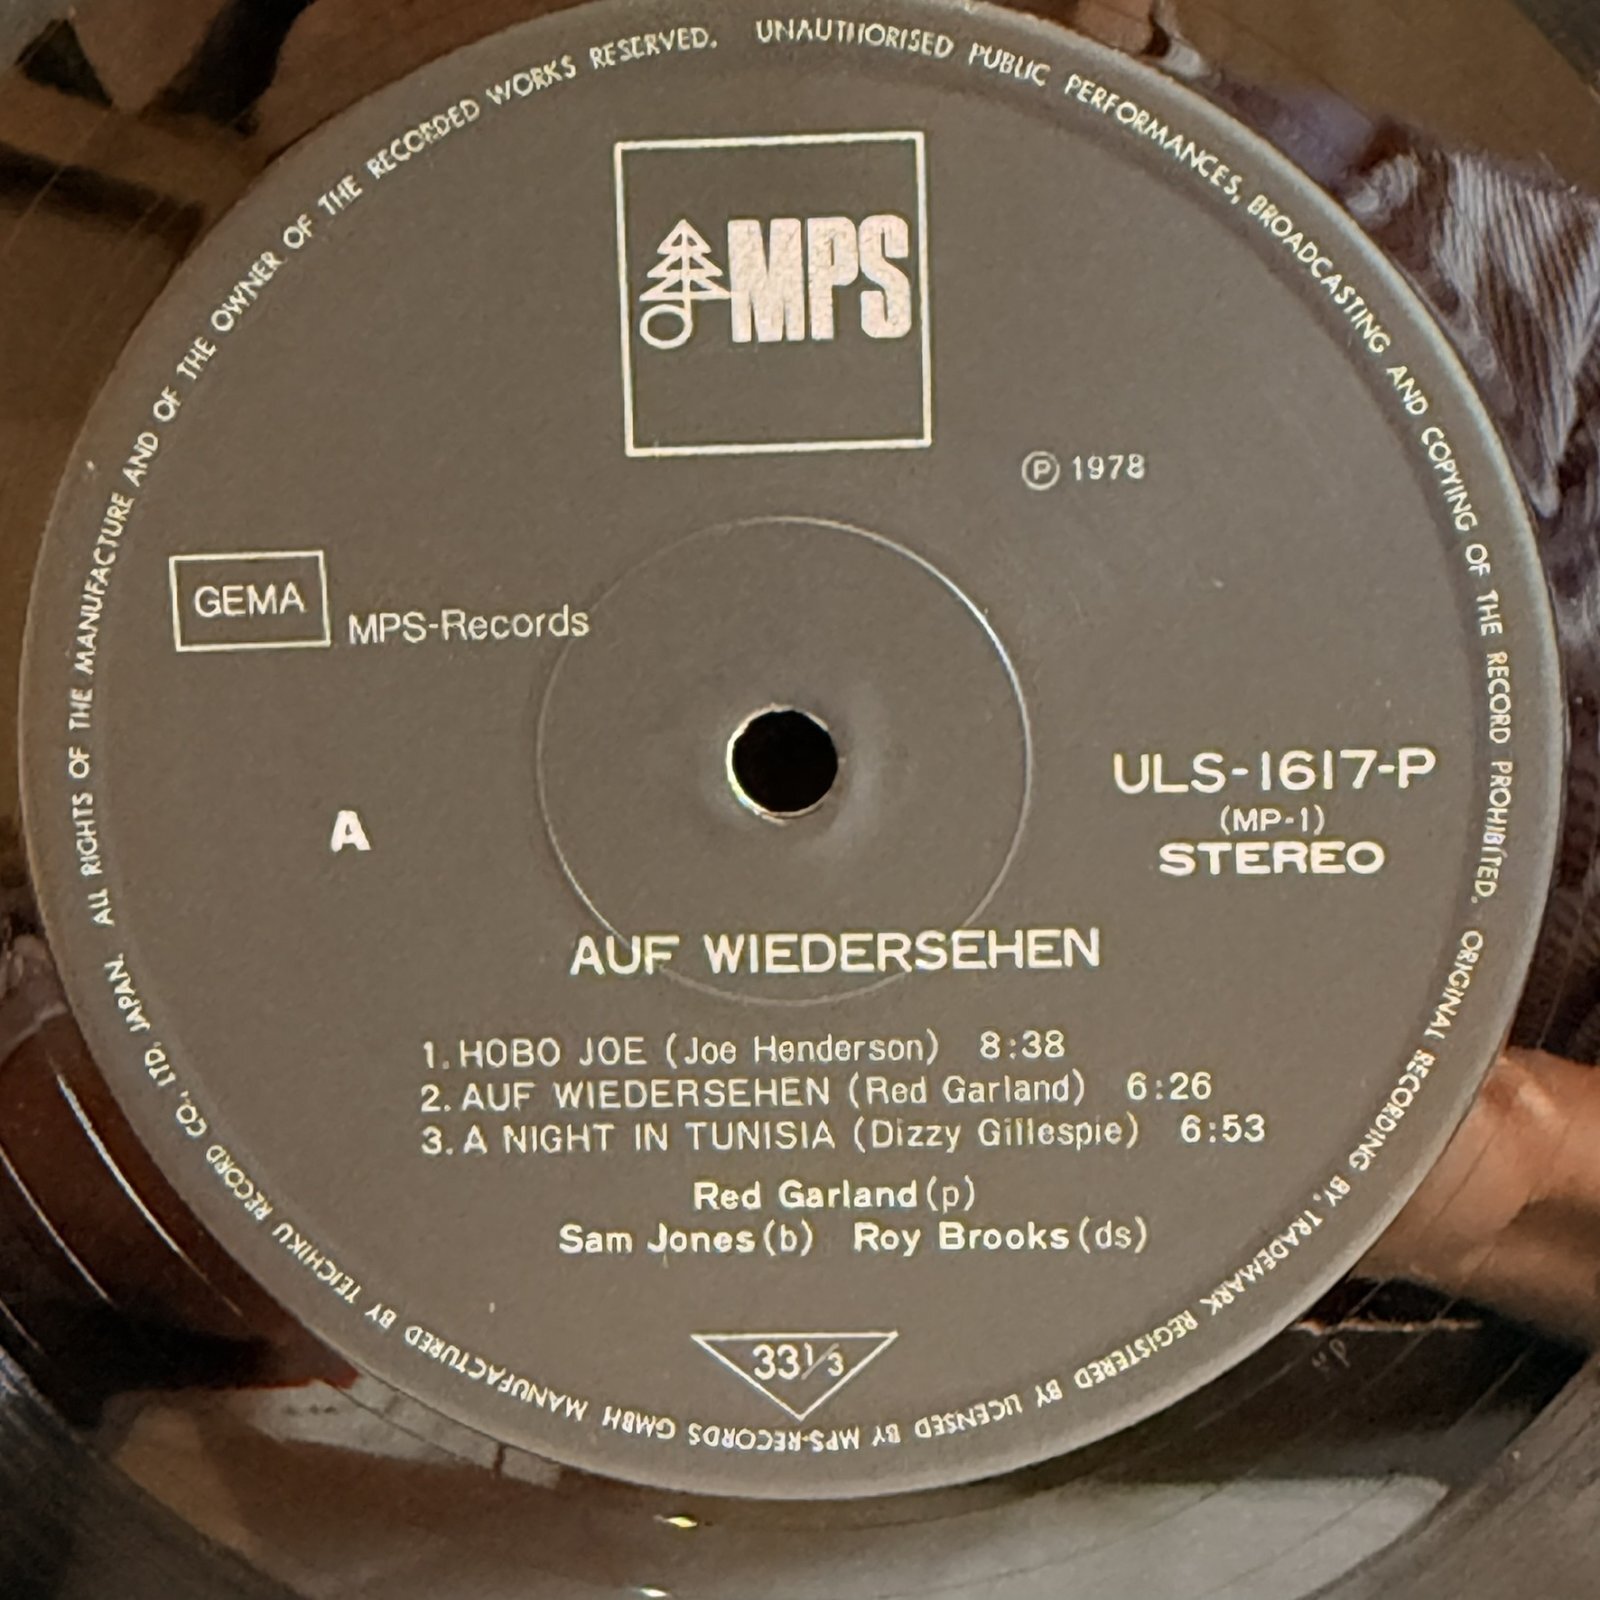 ALL RIGHTS OF THE MANUFACTURE AND OF THE OWNER OF THE RECORDED WORKS RESERVED. UNAUTHORISED PUBLIC PERFORMANCES, BROADCASTING AND COPYING OF THE RECORD PROHIBITED. ORIGINAL RECORDING BY, TRADEMARK REGISTERED BY LICENSED BY MPS-RECORDS GMBH MANUFACTURED BY TEICHIKU RECORD CO., LTD. JAPAN.
MPS
℗ 1978
GEMA
MPS-Records
ULS-1617-P
(MP-1)
STEREO
A
AUF WIEDERSEHEN
1. HOBO JOE (Joe Henderson) 8:38
2. AUF WIEDERSEHEN (Red Garland) 6:26
3. A NIGHT IN TUNISIA (Dizzy Gillespie) 6:53
Red Garland (p)
Sam Jones (b) Roy Brooks (ds)
33 1/3